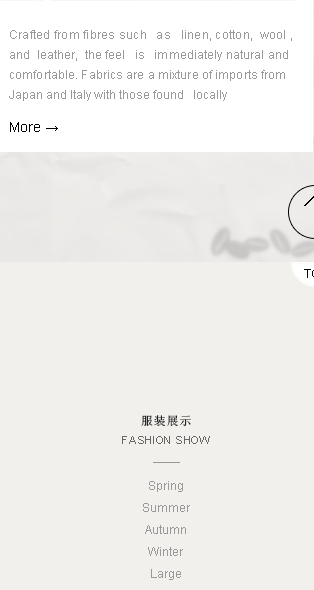 Crafted from fibres such as linen, cotton, wool ,
and leather, the feel is immediately natural and
comfortable. Fabrics are a mixture of imports from
Japan and Italy with those found locally
More →
服装展示
FASHION SHOW
Spring
Summer
Autumn
Winter
Large